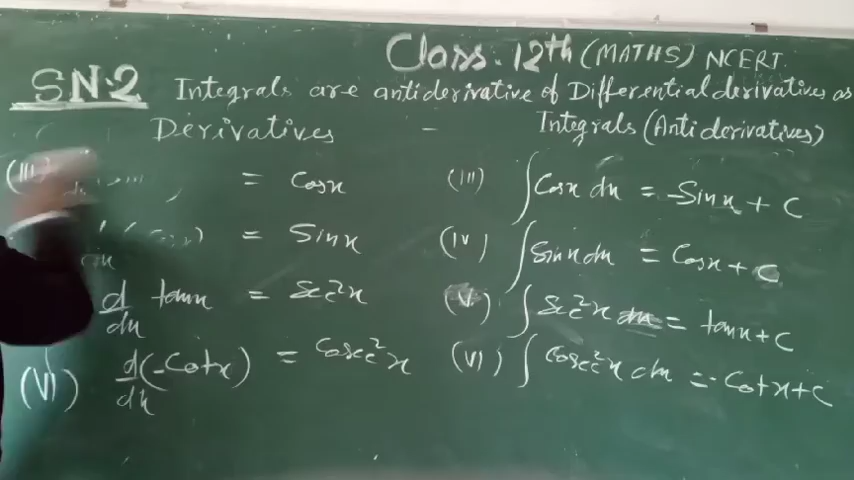 Class. 12th (MATHS) NCERT.
SN.2 Integrals are antiderivative of Differential derivatives as
Derivatives – Integrals (Anti derivatives)
(III) = Cosx (III) ∫ Cosx dx = -Sinx + C
= Sinx (IV) ∫ Sinx dx = Cosx + C
d/dx tanx = Sec²x (V) ∫ Sec²x dx = tanx + C
(VI) d/dx (-Cotx) = Cosec²x (VI) ∫ Cosec²x dx = -Cotx + C